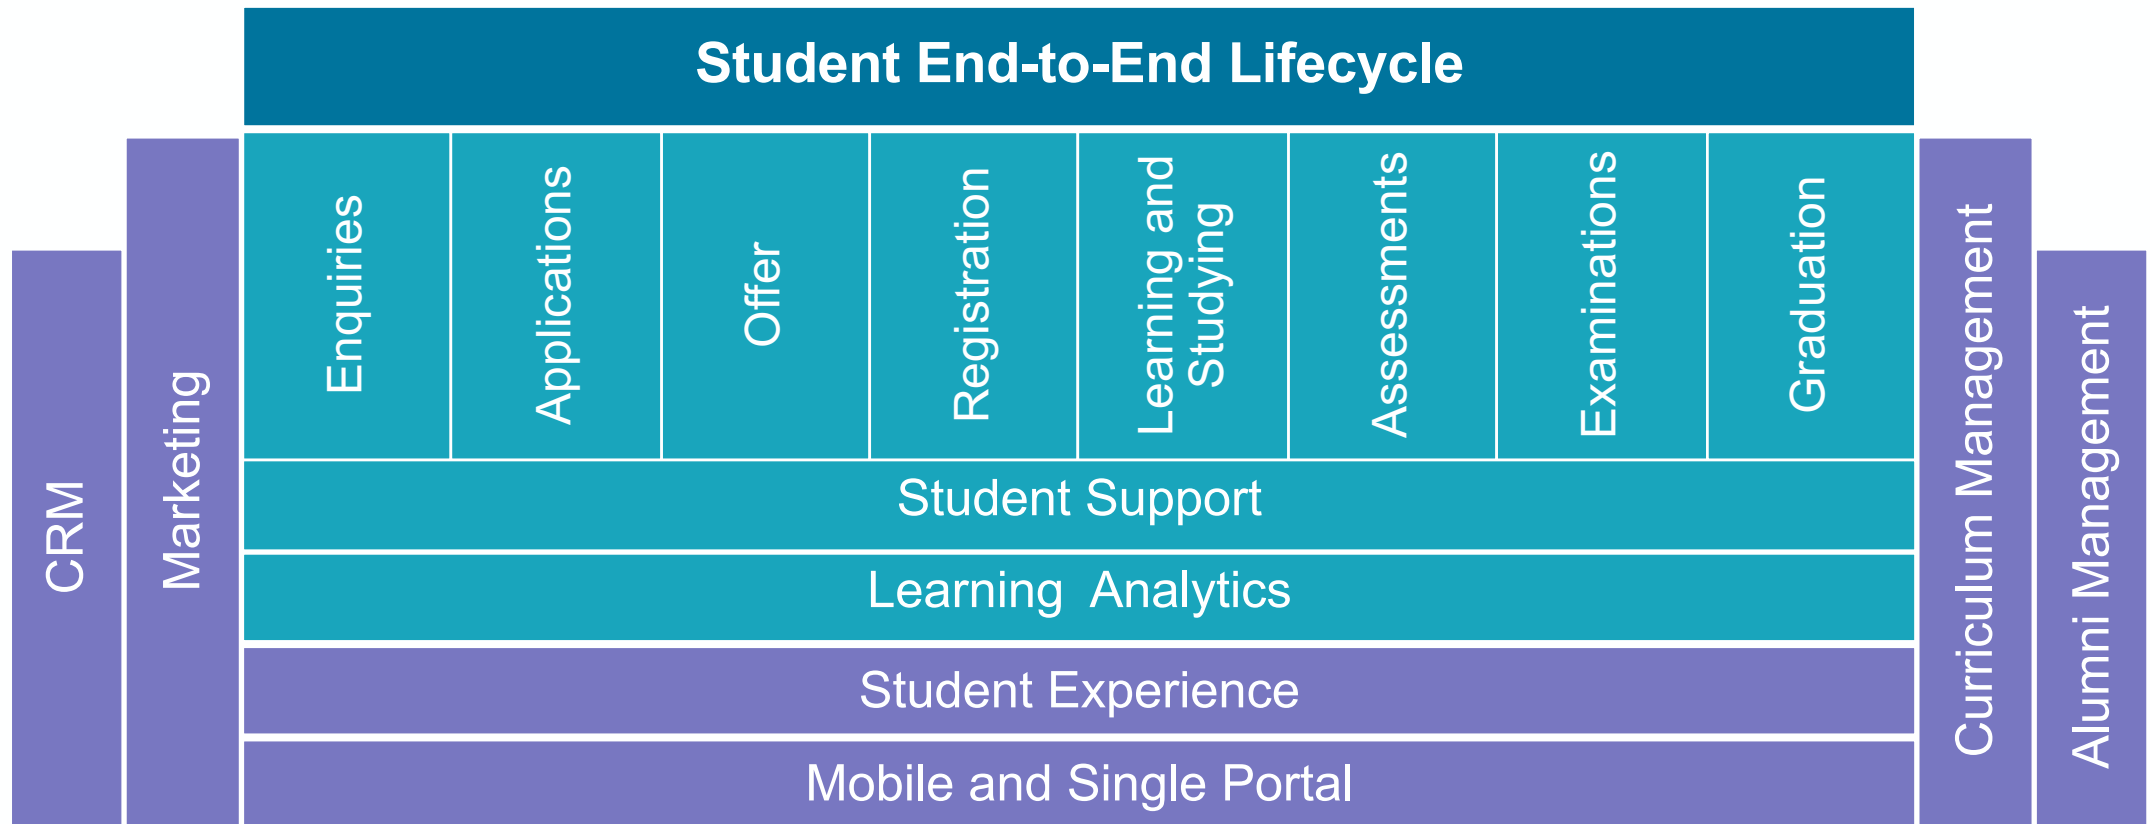 Student End-to-End Lifecycle
CRM
Marketing
Enquiries
Applications
Offer
Registration
Learning and
Studying
Assessments
Examinations
Graduation
Curriculum Management
Alumni Management
Student Support
Learning  Analytics
Student Experience
Mobile and Single Portal